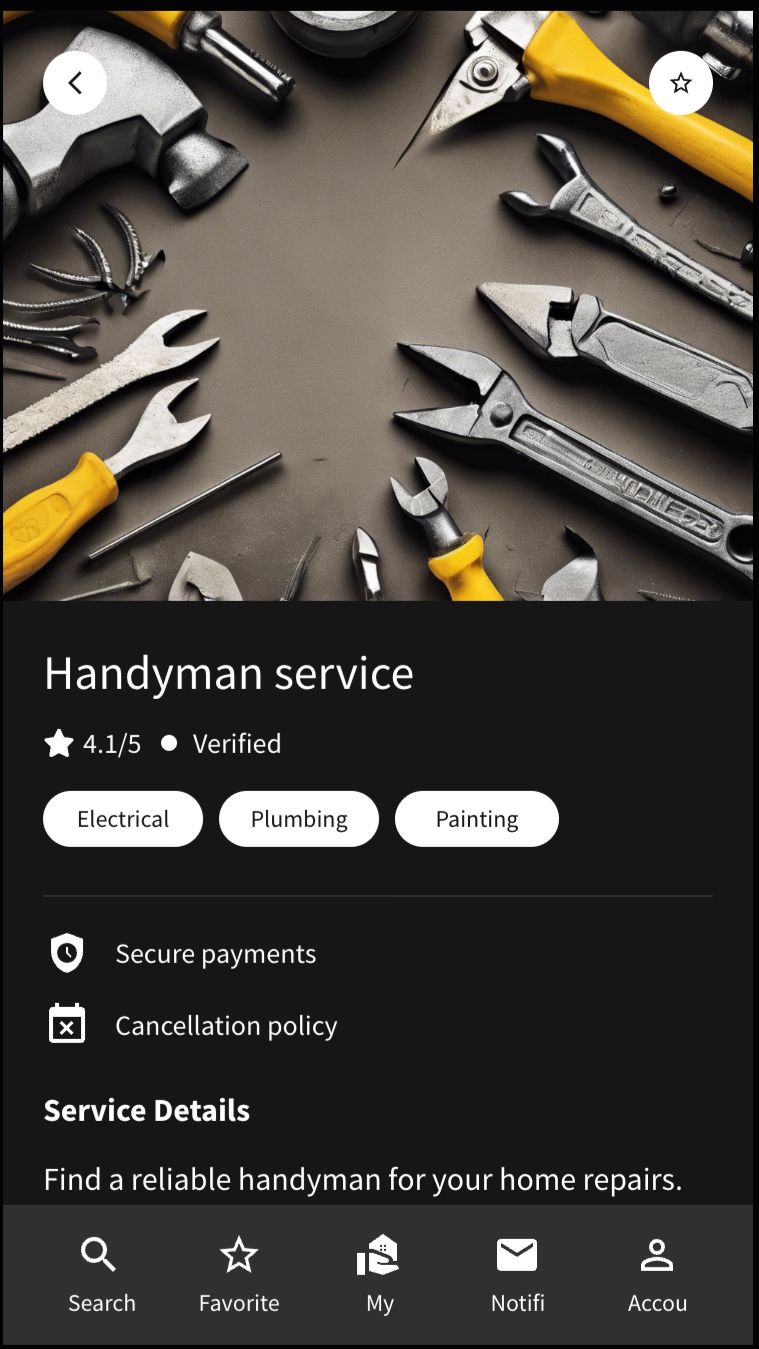 Handyman service
4.1/5 Verified
Electrical Plumbing Painting
Secure payments
Cancellation policy
Service Details
Find a reliable handyman for your home repairs.
Search Favorite My Notifi Accou